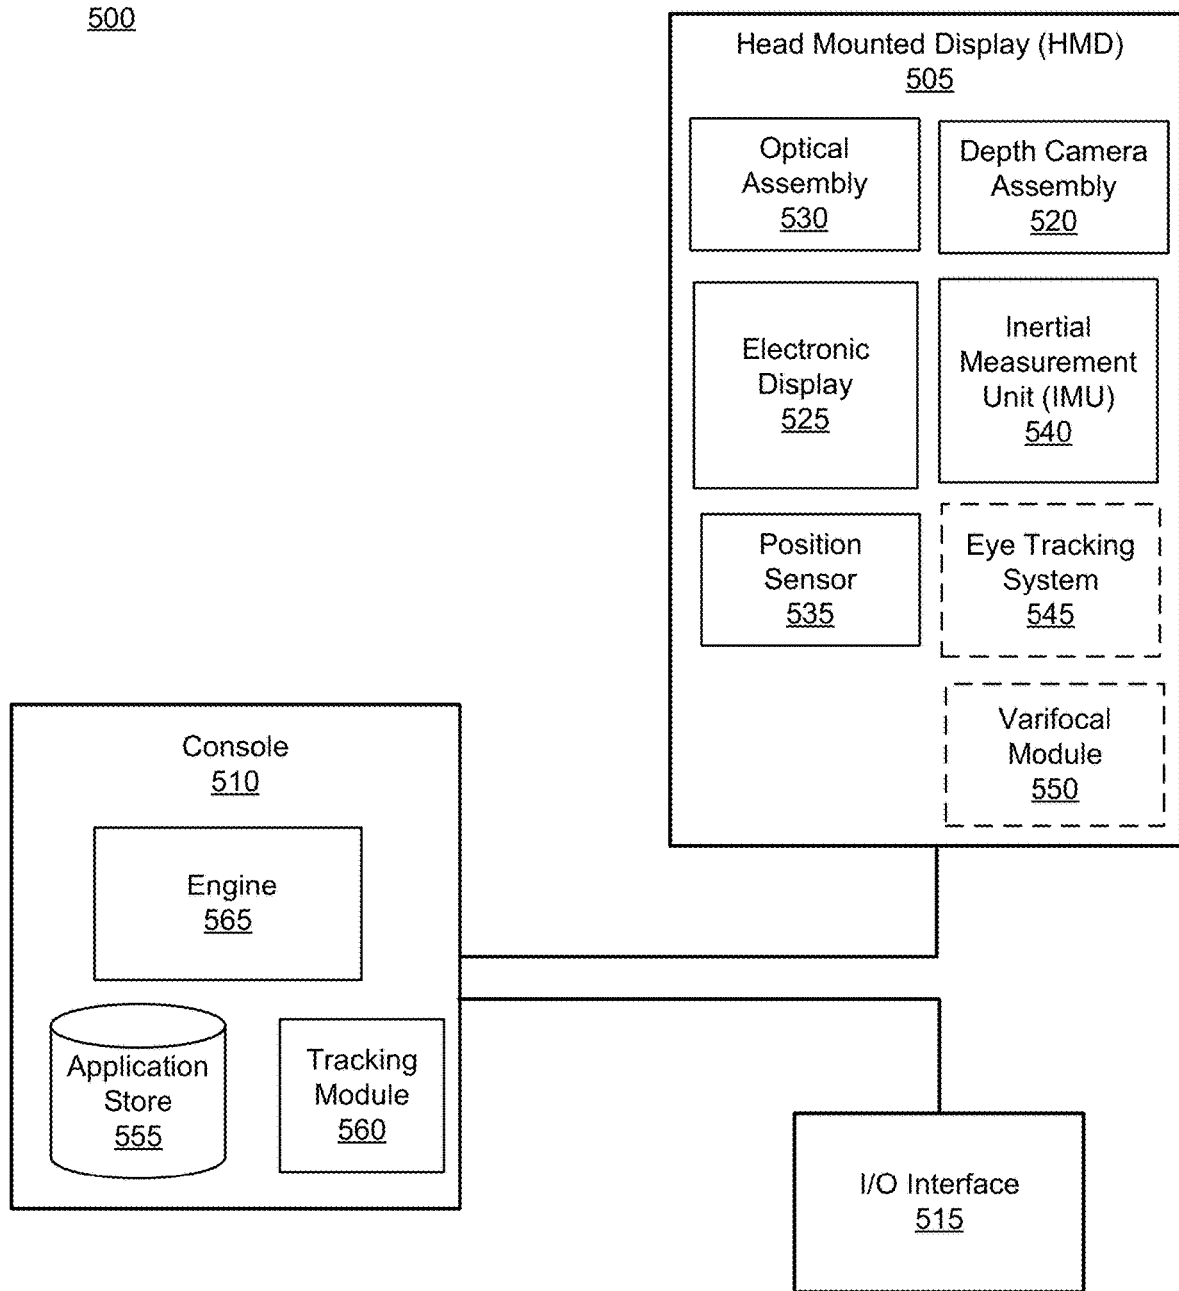 500
Head Mounted Display (HMD)
505
Optical
Assembly
530
Depth Camera
Assembly
520
Electronic
Display
525
Inertial
Measurement
Unit (IMU)
540
Position
Sensor
535
Eye Tracking
System
545
Varifocal
Module
550
Console
510
Engine
565
Application
Store
555
Tracking
Module
560
I/O Interface
515